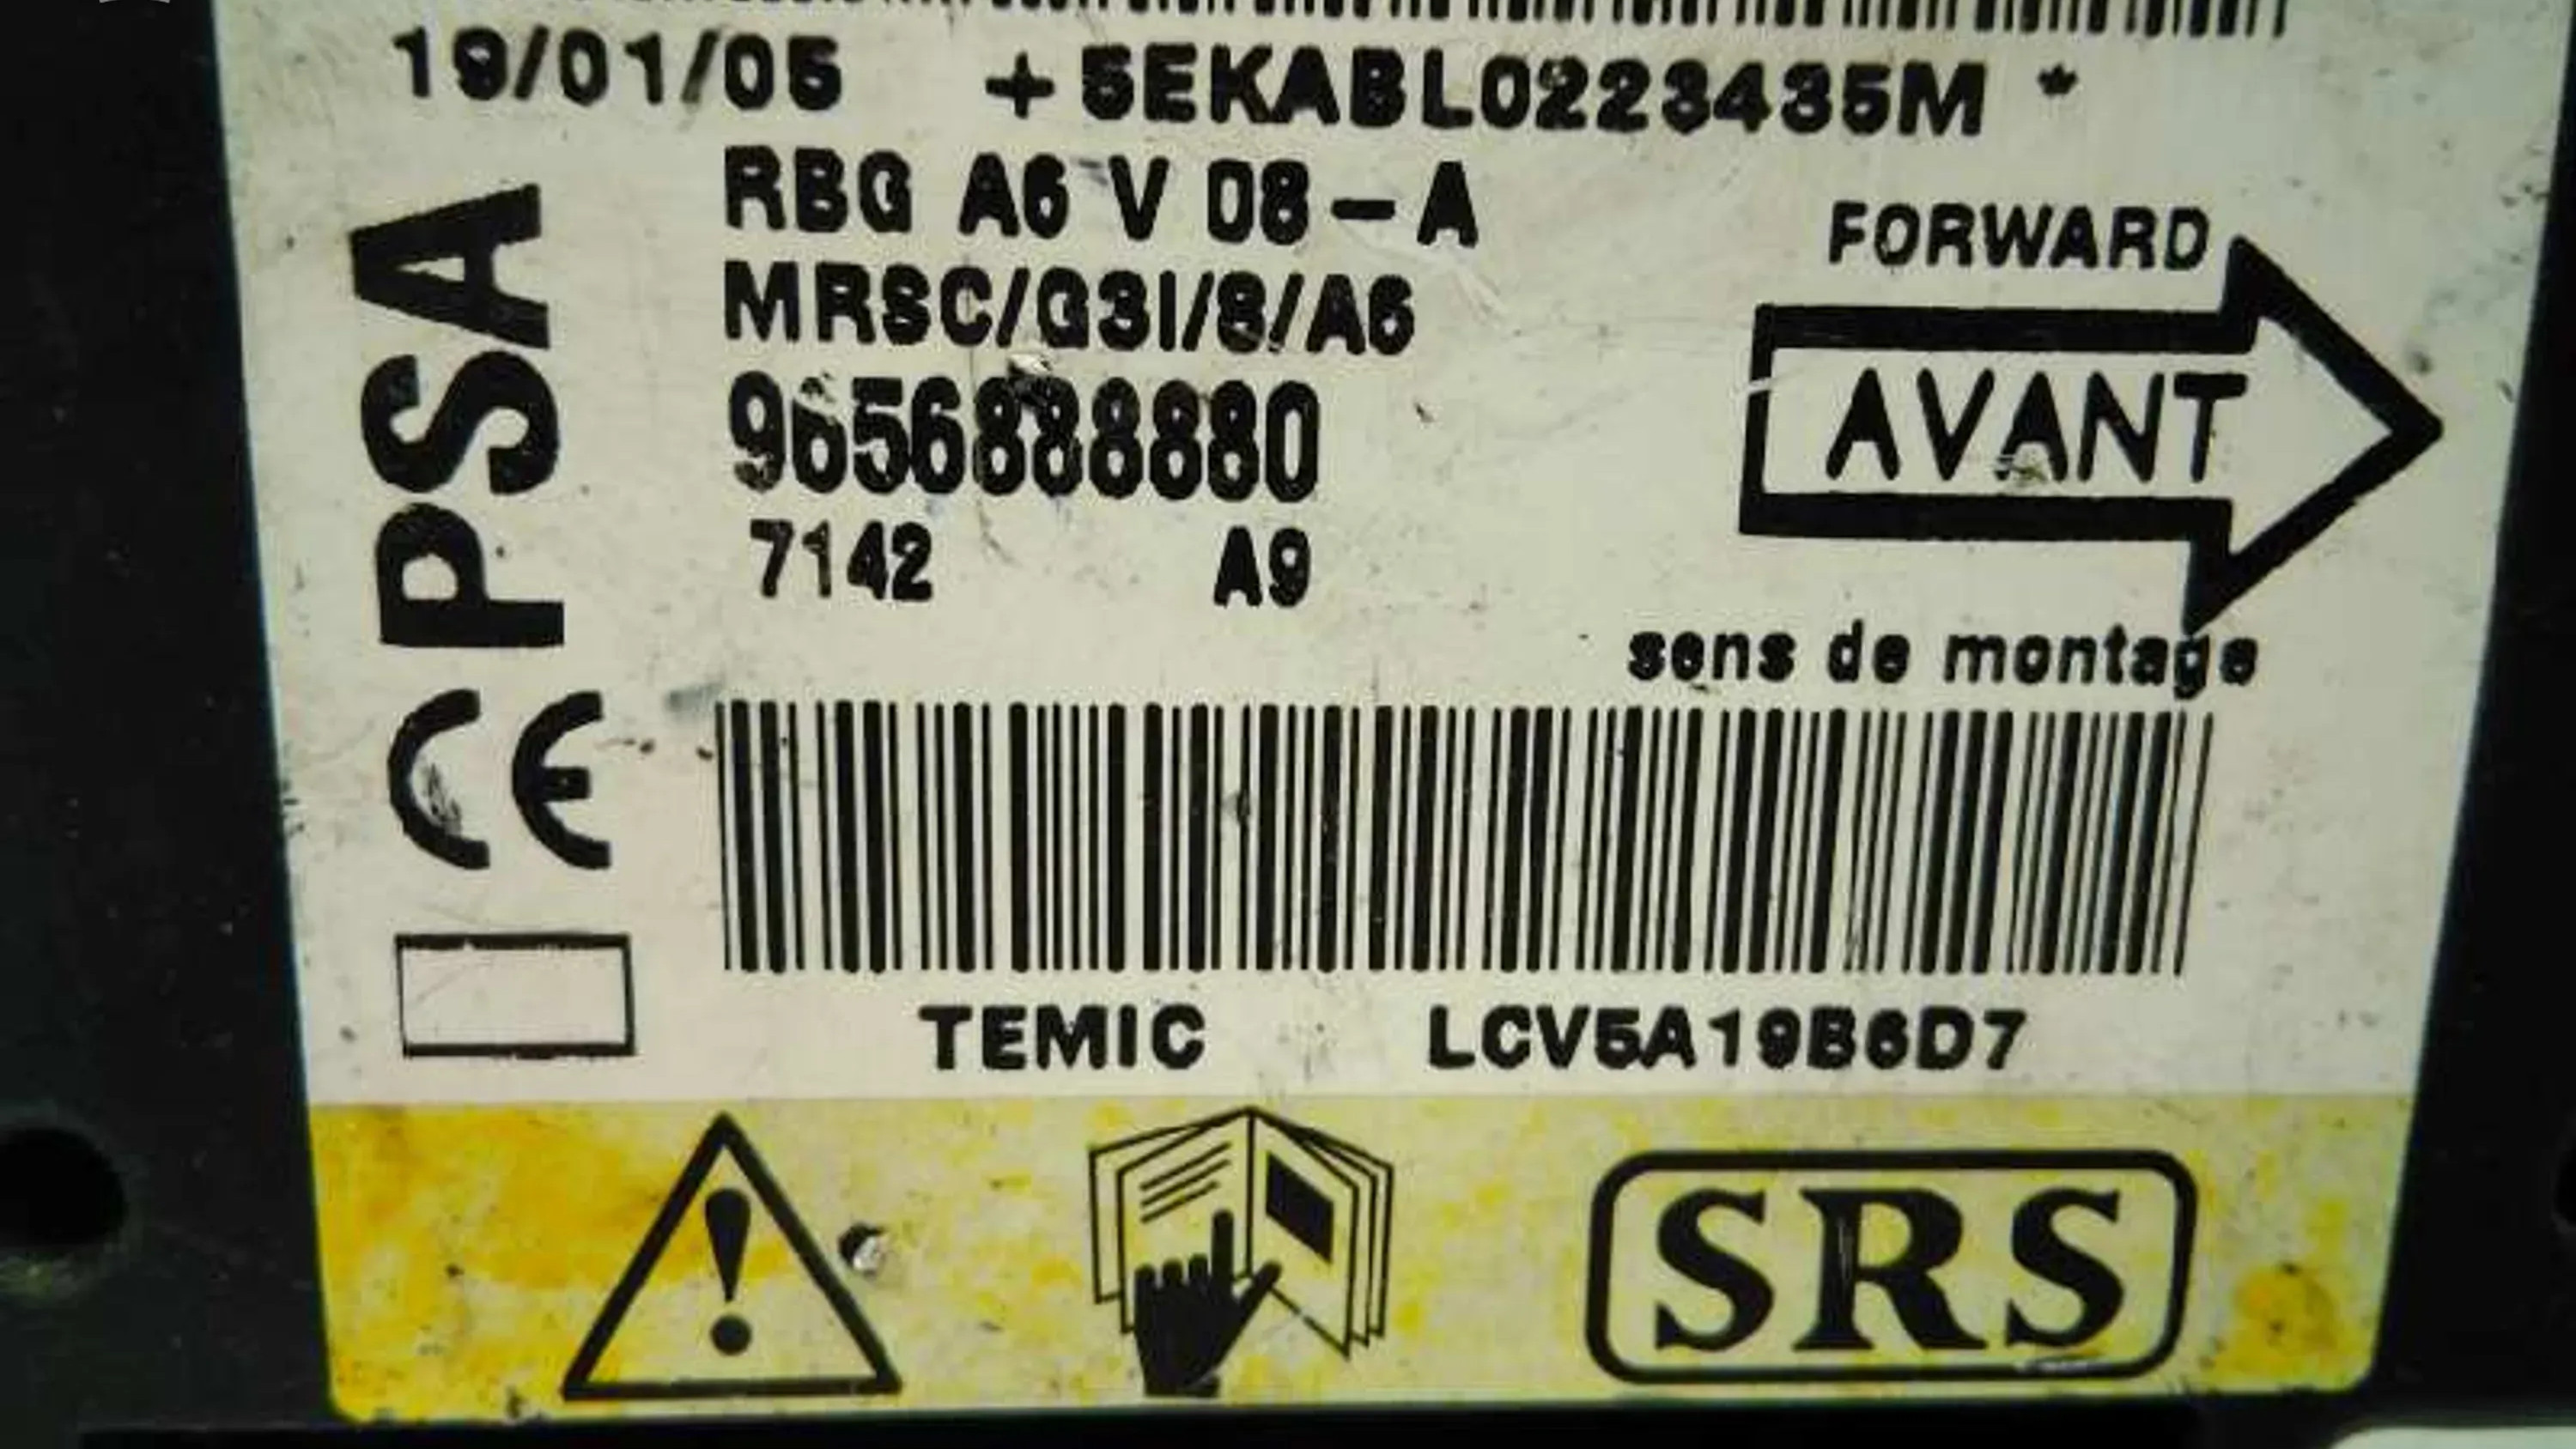 19/01/05 +5EKABL0223435M *
RBG A6 V 08 – A
MRSC/G3I/8/A6
9656888880
7142 A9
PSA CE
FORWARD
AVANT
sens de montage
TEMIC LCV5A19B6D7
SRS